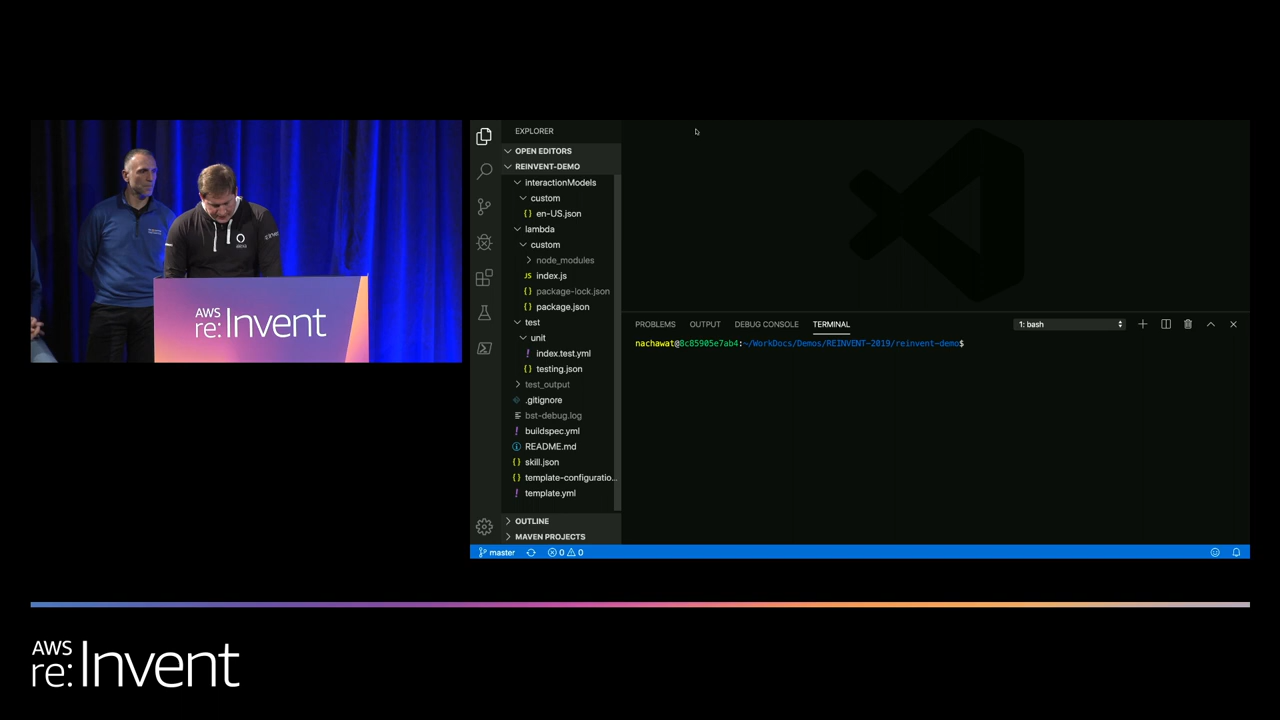 AWS
re:Invent
EXPLORER
OPEN EDITORS
REINVENT-DEMO
interactionModels
custom
{} en-US.json
lambda
custom
node_modules
JS index.js
{} package-lock.json
{} package.json
test
unit
! index.test.yml
{} testing.json
test_output
.gitignore
bst-debug.log
! buildspec.yml
README.md
{} skill.json
{} template-configuratio...
! template.yml
OUTLINE
MAVEN PROJECTS
PROBLEMS OUTPUT DEBUG CONSOLE TERMINAL 1: bash
nachawat@8c85905e7ab4:~/WorkDocs/Demos/REINVENT-2019/reinvent-demo$
master 0 0
AWS
re:Invent